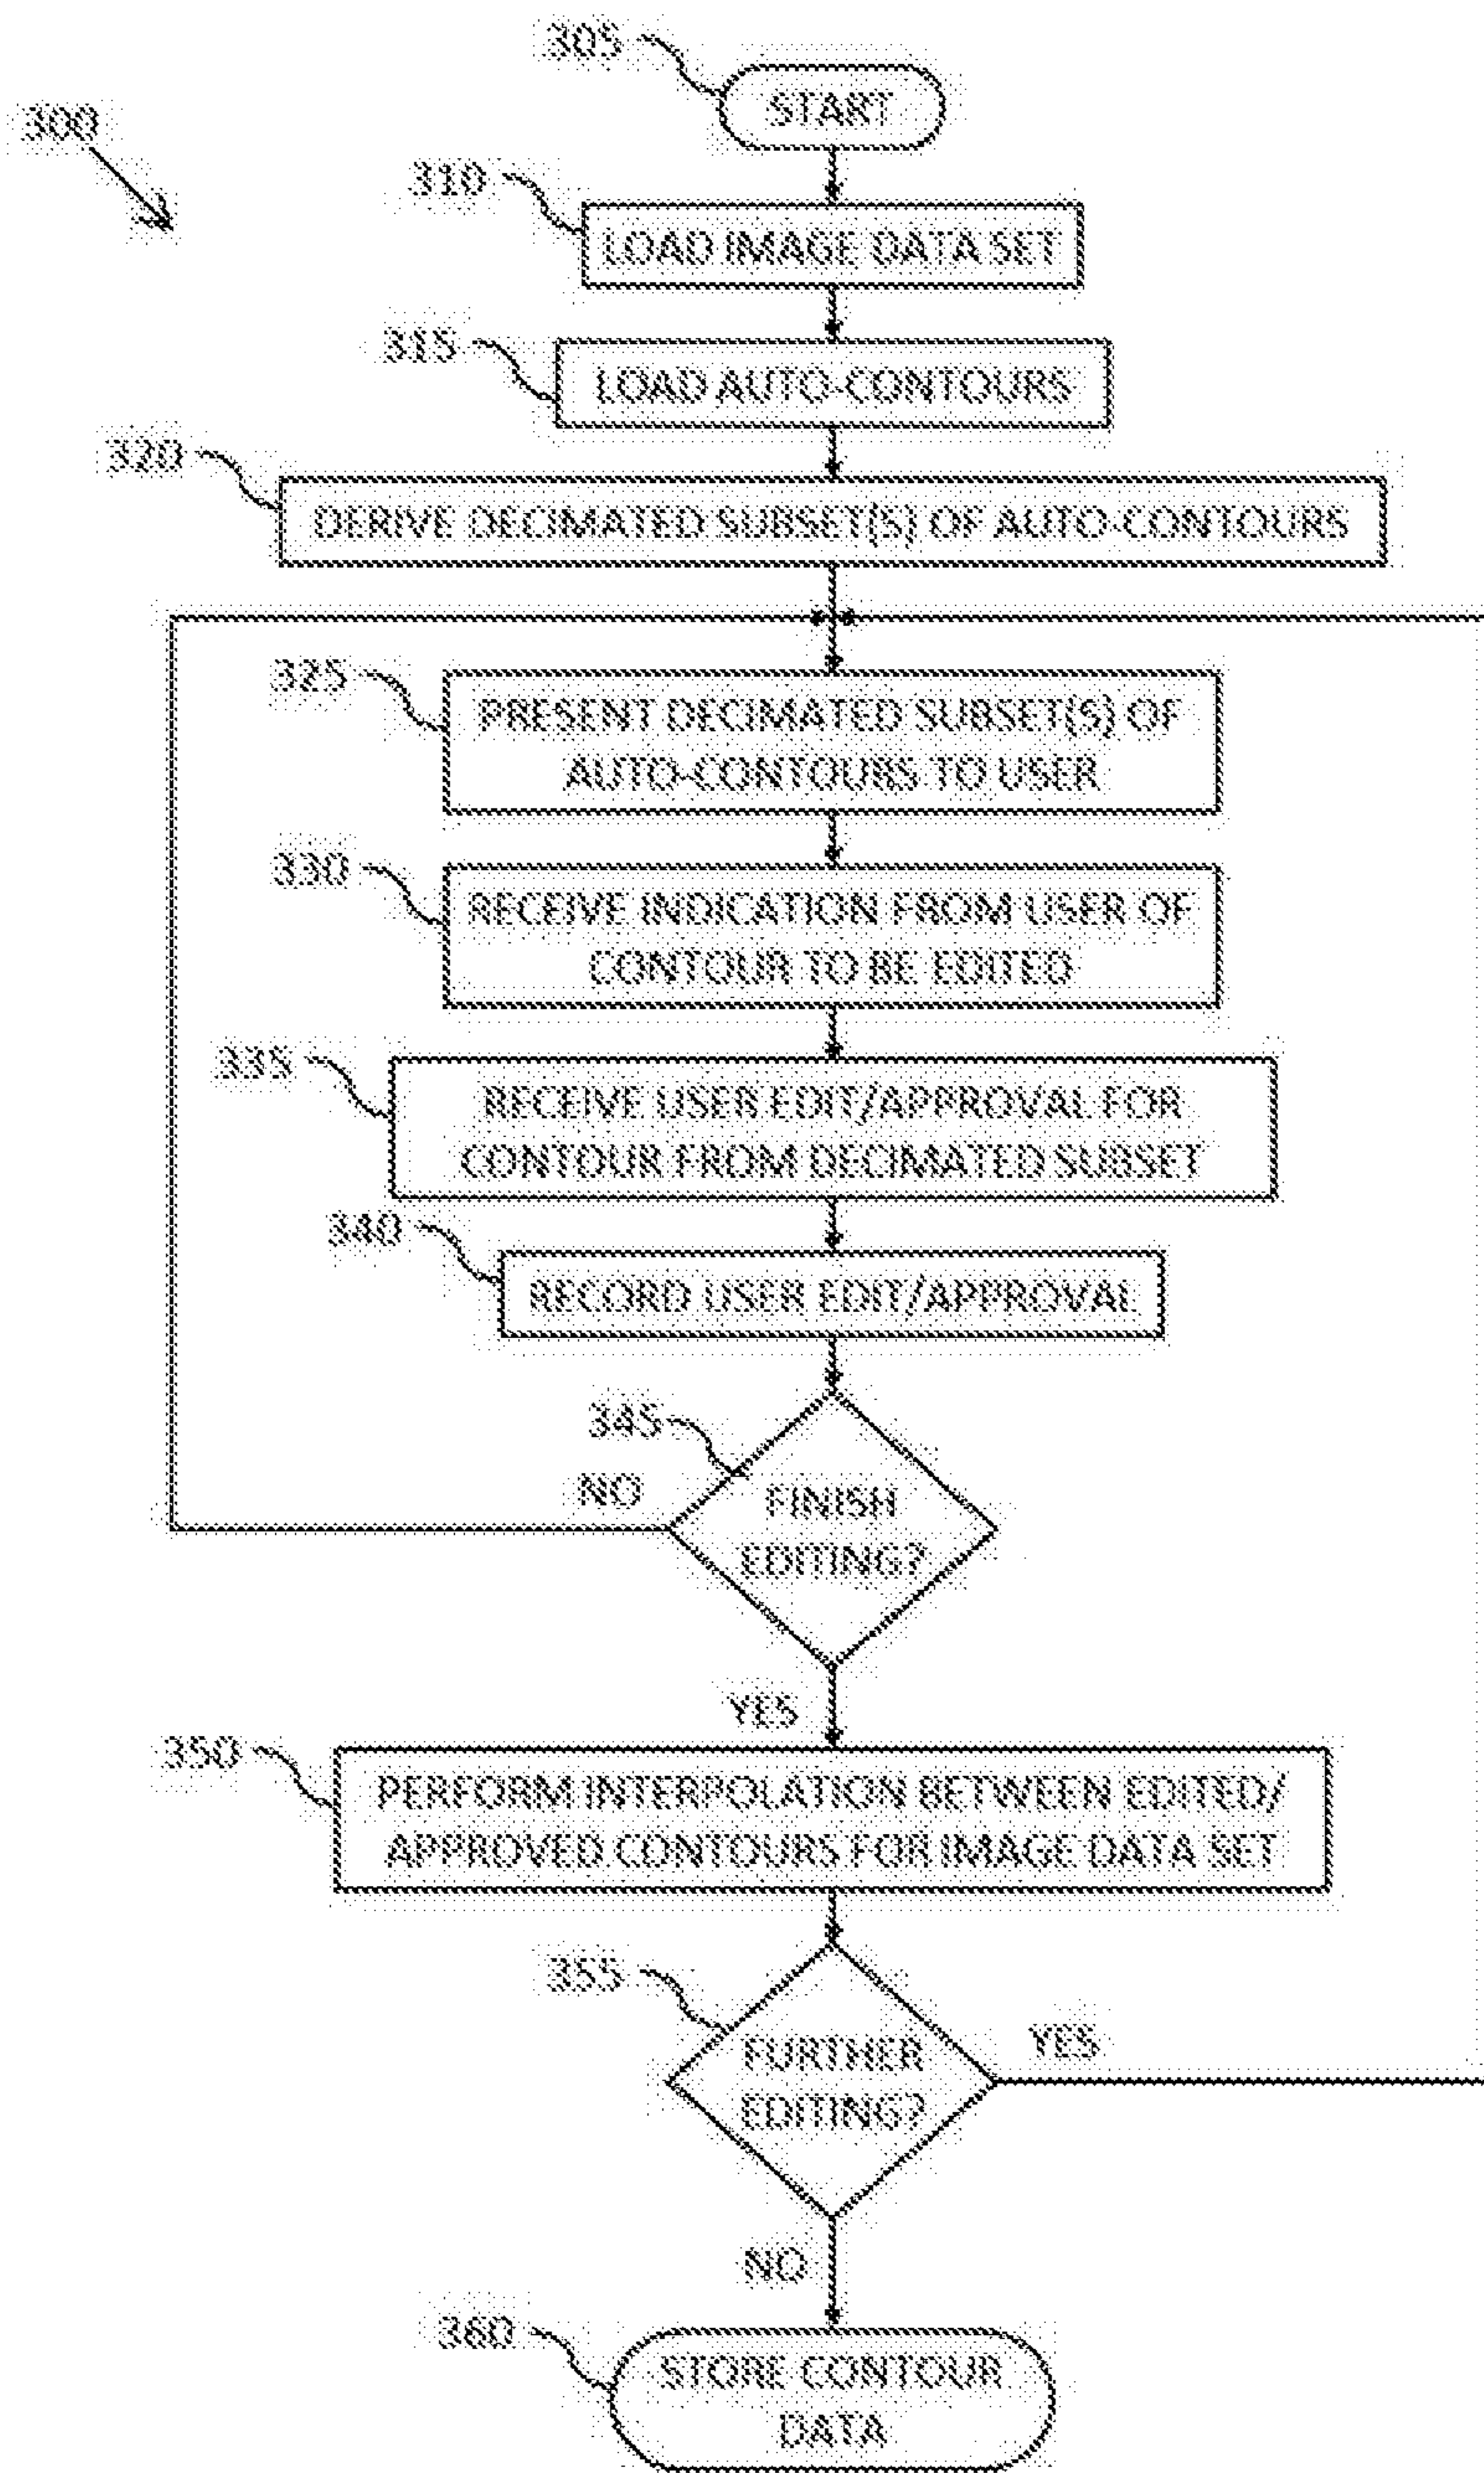 305
START
300
310
LOAD IMAGE DATA SET
315
LOAD AUTO-CONTOURS
320
DERIVE DECIMATED SUBSET(S) OF AUTO-CONTOURS
325
PRESENT DECIMATED SUBSET(S) OF
AUTO-CONTOURS TO USER
330
RECEIVE INDICATION FROM USER OF
CONTOUR TO BE EDITED
335
RECEIVE USER EDIT/APPROVAL FOR
CONTOUR FROM DECIMATED SUBSET
340
RECORD USER EDIT/APPROVAL
345
NO
FINISH
EDITING?
YES
350
PERFORM INTERPOLATION BETWEEN EDITED/
APPROVED CONTOURS FOR IMAGE DATA SET
355
FURTHER
EDITING?
YES
NO
360
STORE CONTOUR
DATA